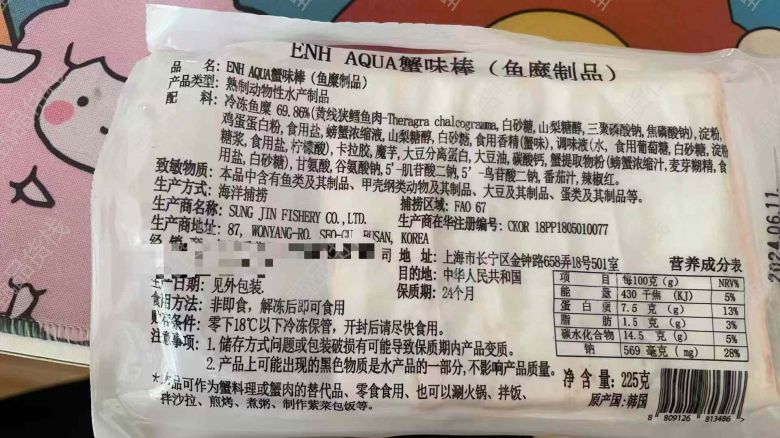 ENH AQUA蟹味棒（鱼糜制品）
品 名：ENH AQUA蟹味棒（鱼糜制品）
产品类型：熟制动物性水产制品
配 料：冷冻鱼糜 69.86%(黄线狭鳕鱼肉-Theragra chalcogramma,白砂糖,山梨糖醇,三聚磷酸钠,焦磷酸钠),淀粉,
鸡蛋蛋白粉,食用盐,螃蟹浓缩液,山梨糖醇,白砂糖,食用香精(蟹味),调味液(水,食用葡萄糖,白砂糖,淀粉
糖浆,食用盐,柠檬酸),卡拉胶,魔芋,大豆分离蛋白,大豆油,碳酸钙,蟹提取物粉(螃蟹浓缩汁,麦芽糊精,食
用盐,白砂糖),甘氨酸,谷氨酸钠,5'-肌苷酸二钠,5'-鸟苷酸二钠,番茄汁,辣椒红。
致敏物质：本品中含有鱼类及其制品、甲壳纲类动物及其制品、大豆及其制品、蛋类及其制品等。
生产方式：海洋捕捞 捕捞区域：FAO 67
生产商名称：SUNG JIN FISHERY CO.,LTD. 生产商在华注册编号：CKOR 18PP1805010077
生产商地址：87, WONYANG-RO, SEO-GU, BUSAN, KOREA
经 销 司 地 址：上海市长宁区金钟路658弄18号501室
目的地：中华人民共和国
生产日期：见外包装 保质期：24个月
食用方法：非即食，解冻后即可食用
贮存条件：零下18℃以下冷冻保管，开封后请尽快食用。
注意事项：1.储存方式问题或包装破损有可能导致保质期内产品变质。
2.产品上可能出现的黑色物质是水产品的一部分,不影响产品质量。
*本品可作为蟹料理或蟹肉的替代品、零食食用、也可以涮火锅、拌饭、
拌沙拉、煎烤、煮粥、制作紫菜包饭等。
营养成分表
项 目 每100克（g） NRV%
能 量 430 千焦（KJ） 5%
蛋 白 质 7.5 克（g） 13%
脂 肪 1.5 克（g） 3%
碳水化合物 14.5 克（g） 5%
钠 569 毫克（mg） 28%
净 含 量：225克
原产国：韩国
8 809126 813486 >
2024.06.11